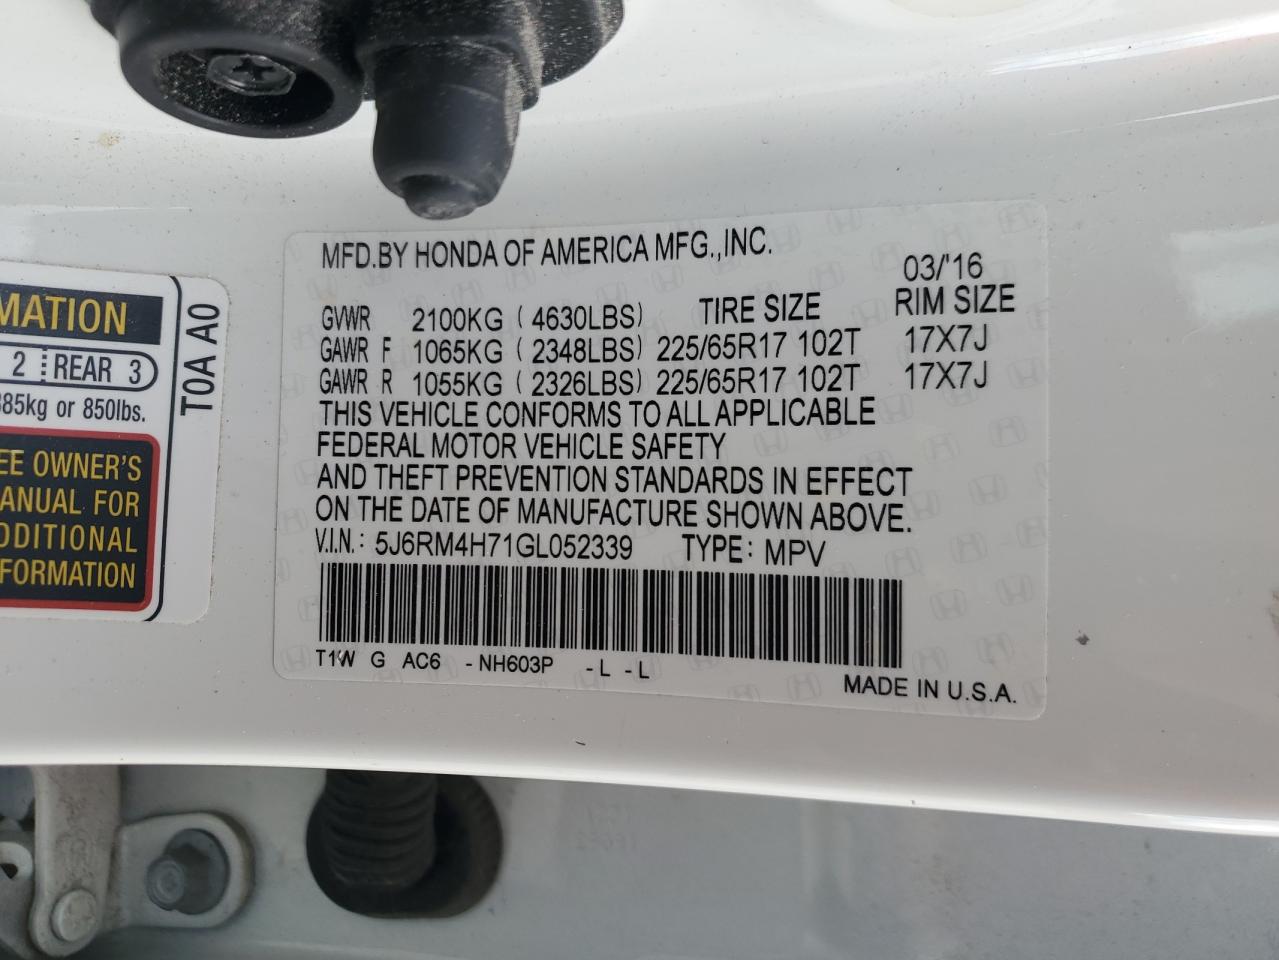 MFD.BY HONDA OF AMERICA MFG.,INC. 03/'16
GVWR 2100KG ( 4630LBS) TIRE SIZE RIM SIZE
GAWR F 1065KG ( 2348LBS) 225/65R17 102T 17X7J
GAWR R 1055KG ( 2326LBS) 225/65R17 102T 17X7J
THIS VEHICLE CONFORMS TO ALL APPLICABLE
FEDERAL MOTOR VEHICLE SAFETY
AND THEFT PREVENTION STANDARDS IN EFFECT
ON THE DATE OF MANUFACTURE SHOWN ABOVE.
V.I.N.: 5J6RM4H71GL052339 TYPE: MPV
T1W G AC6 -NH603P -L -L
MADE IN U.S.A.
MATION
2 REAR 3
385kg or 850lbs.
EE OWNER'S
ANUAL FOR
DDITIONAL
FORMATION
T0A A0